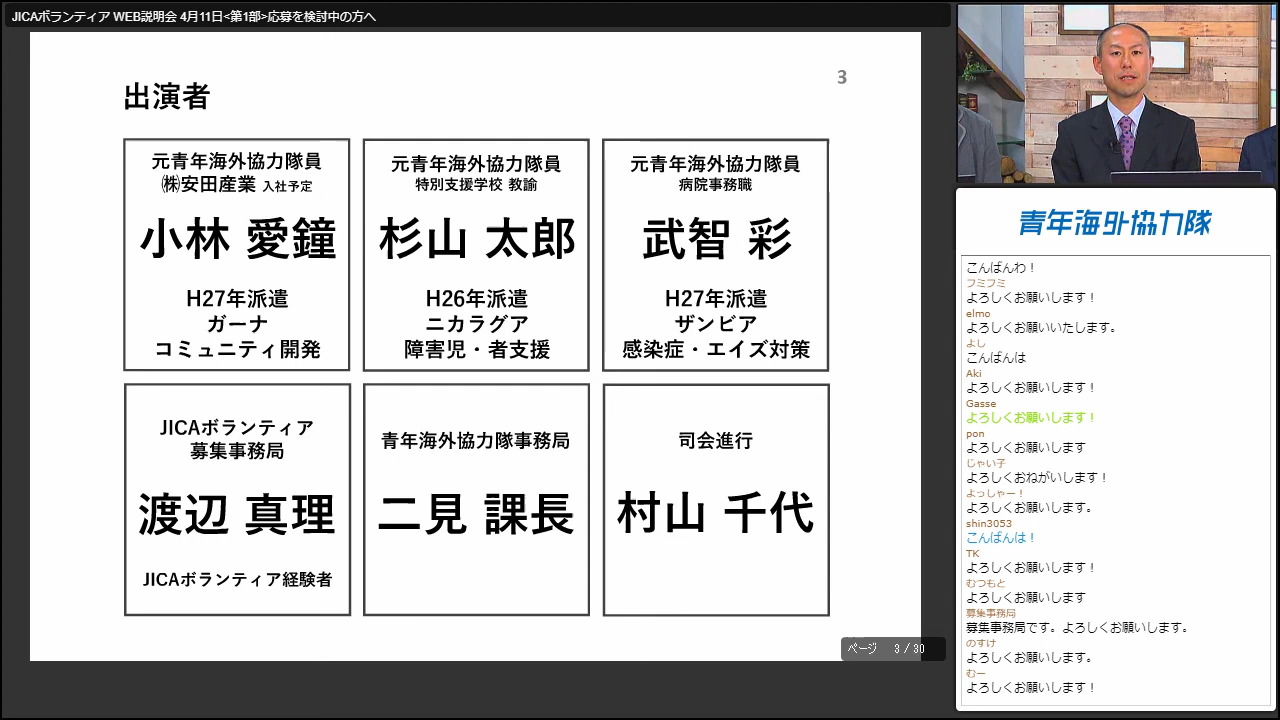 JICAボランティア WEB説明会 4月11日<第1部>応募を検討中の方へ
3
出演者
元青年海外協力隊員
㈱安田産業 入社予定
小林 愛鐘
H27年派遣
ガーナ
コミュニティ開発
元青年海外協力隊員
特別支援学校 教諭
杉山 太郎
H26年派遣
ニカラグア
障害児・者支援
元青年海外協力隊員
病院事務職
武智 彩
H27年派遣
ザンビア
感染症・エイズ対策
JICAボランティア
募集事務局
渡辺 真理
JICAボランティア経験者
青年海外協力隊事務局
二見 課長
司会進行
村山 千代
ページ 3 / 30
青年海外協力隊
こんばんわ！
フミフミ
よろしくお願いします！
elmo
よろしくお願いいたします。
よし
こんばんは
Aki
よろしくお願いします！
Gasse
よろしくお願いします！
pon
よろしくお願いします
じゃい子
よろしくおねがいします！
よっしゃー！
よろしくお願いします。
shin3053
こんばんは！
TK
よろしくお願いします！
むつもと
よろしくお願いします
募集事務局
募集事務局です。よろしくお願いします。
のすけ
よろしくお願いします。
むー
よろしくお願いします！